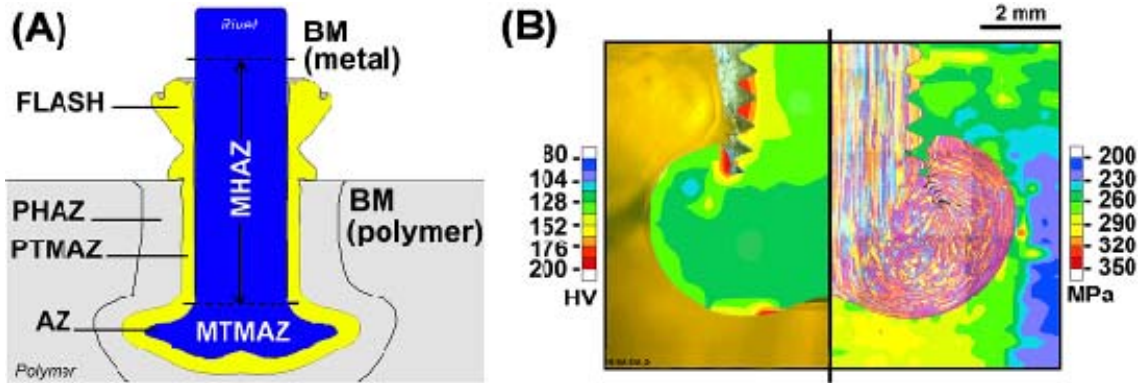 (A)
Rivet
BM
(metal)
FLASH
MHAZ
PHAZ
PTMAZ
BM
(polymer)
AZ
MTMAZ
Polymer
(B)
2 mm
80
104
128
152
176
200
HV
200
230
260
290
320
350
MPa